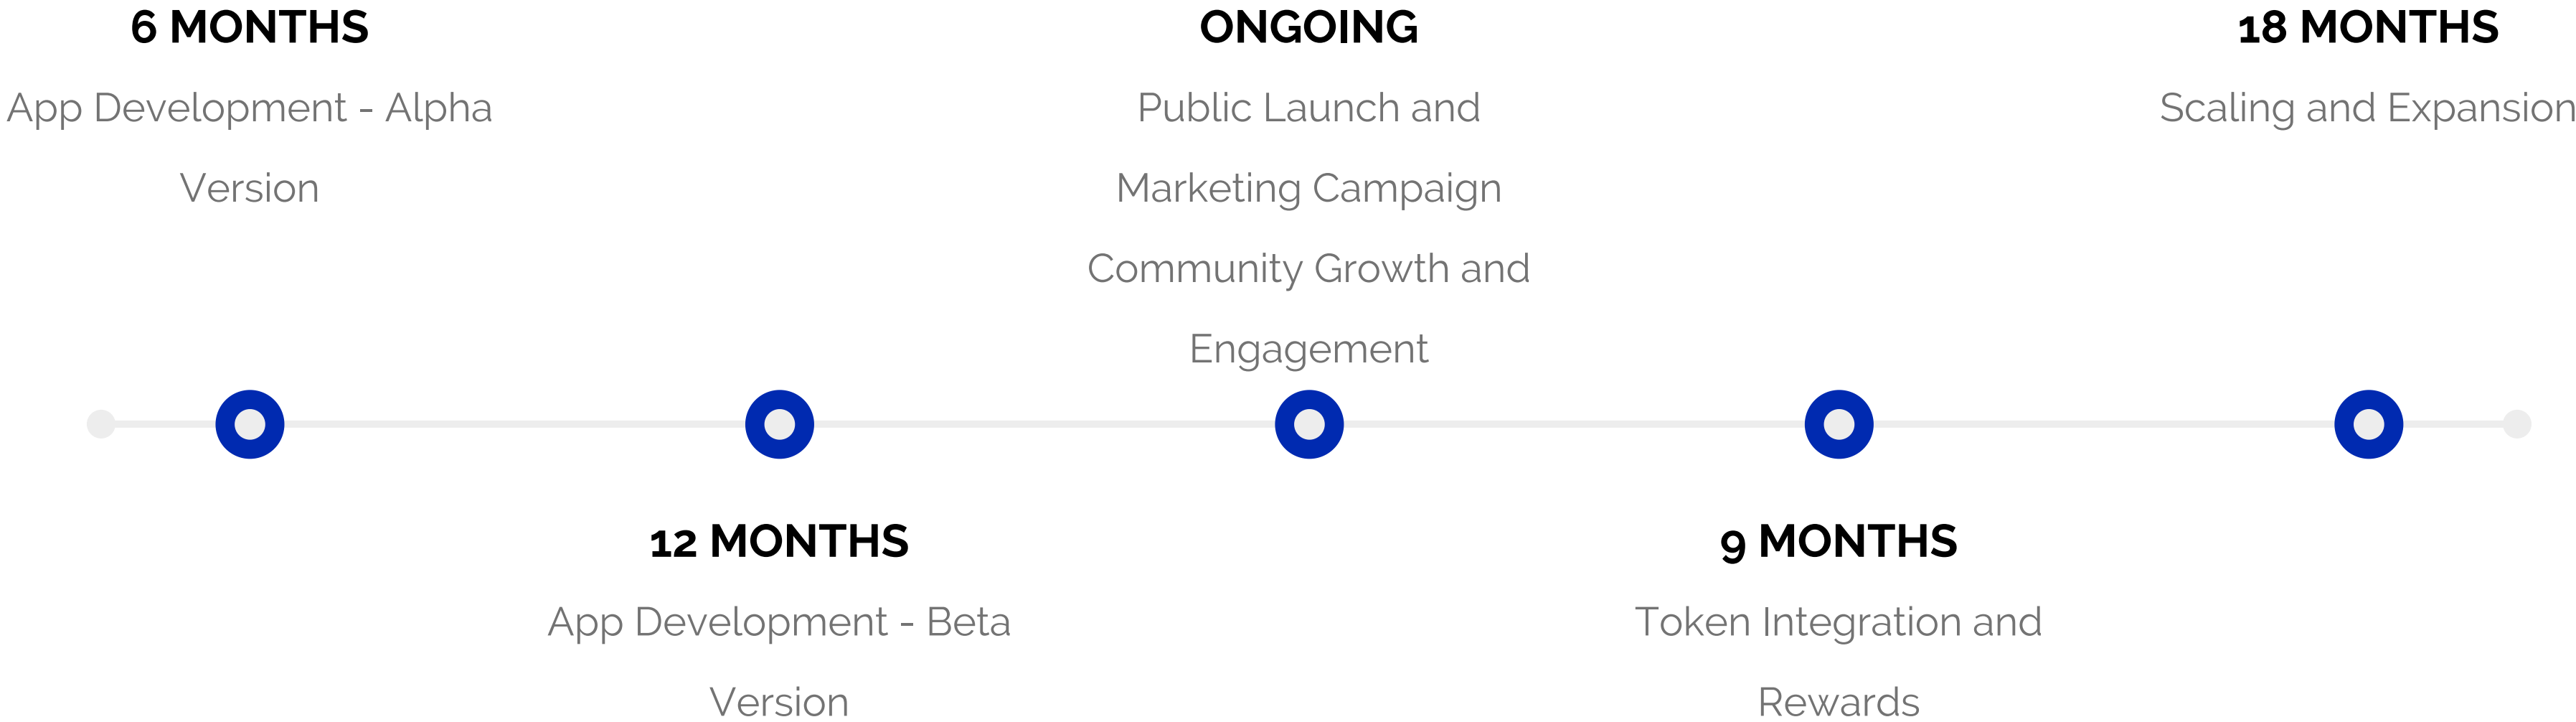 6 MONTHS
App Development - Alpha
Version
12 MONTHS
App Development - Beta
Version
ONGOING
Public Launch and
Marketing Campaign
Community Growth and
Engagement
9 MONTHS
Token Integration and
Rewards
18 MONTHS
Scaling and Expansion